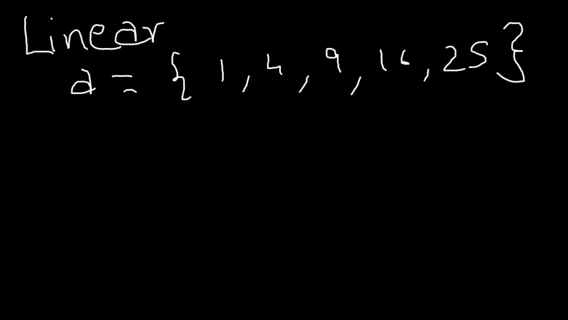 Linear
a = { 1, 4, 9, 16, 25 }